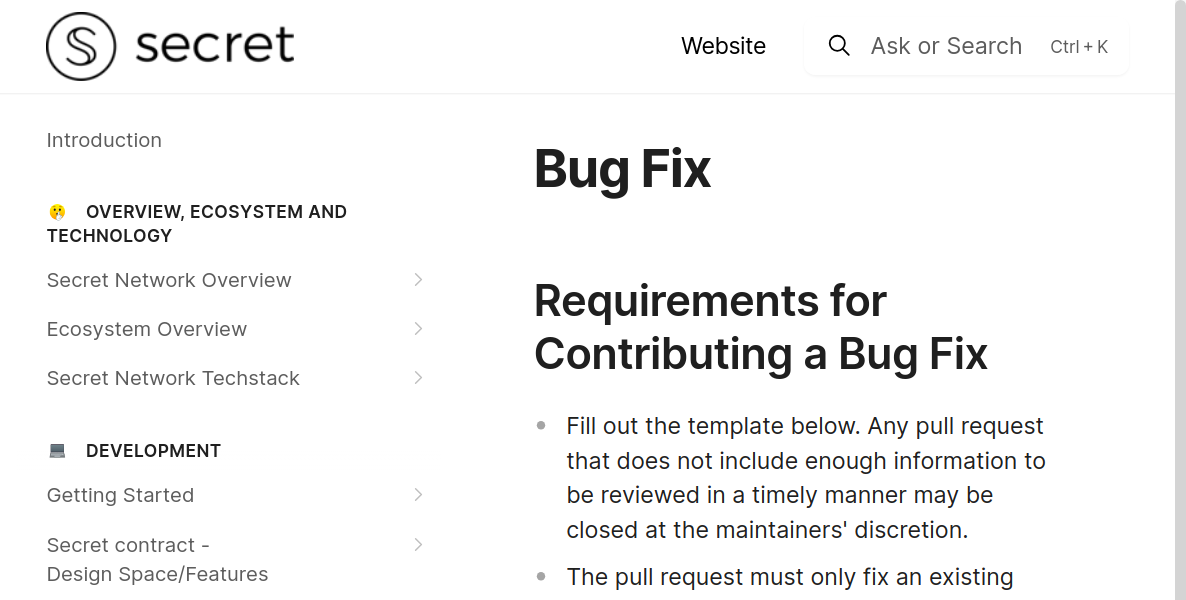 secret
Website
Ask or Search Ctrl + K
Introduction
OVERVIEW, ECOSYSTEM AND
TECHNOLOGY
Secret Network Overview
Ecosystem Overview
Secret Network Techstack
DEVELOPMENT
Getting Started
Secret contract -
Design Space/Features
Bug Fix
Requirements for
Contributing a Bug Fix
Fill out the template below. Any pull request
that does not include enough information to
be reviewed in a timely manner may be
closed at the maintainers' discretion.
The pull request must only fix an existing